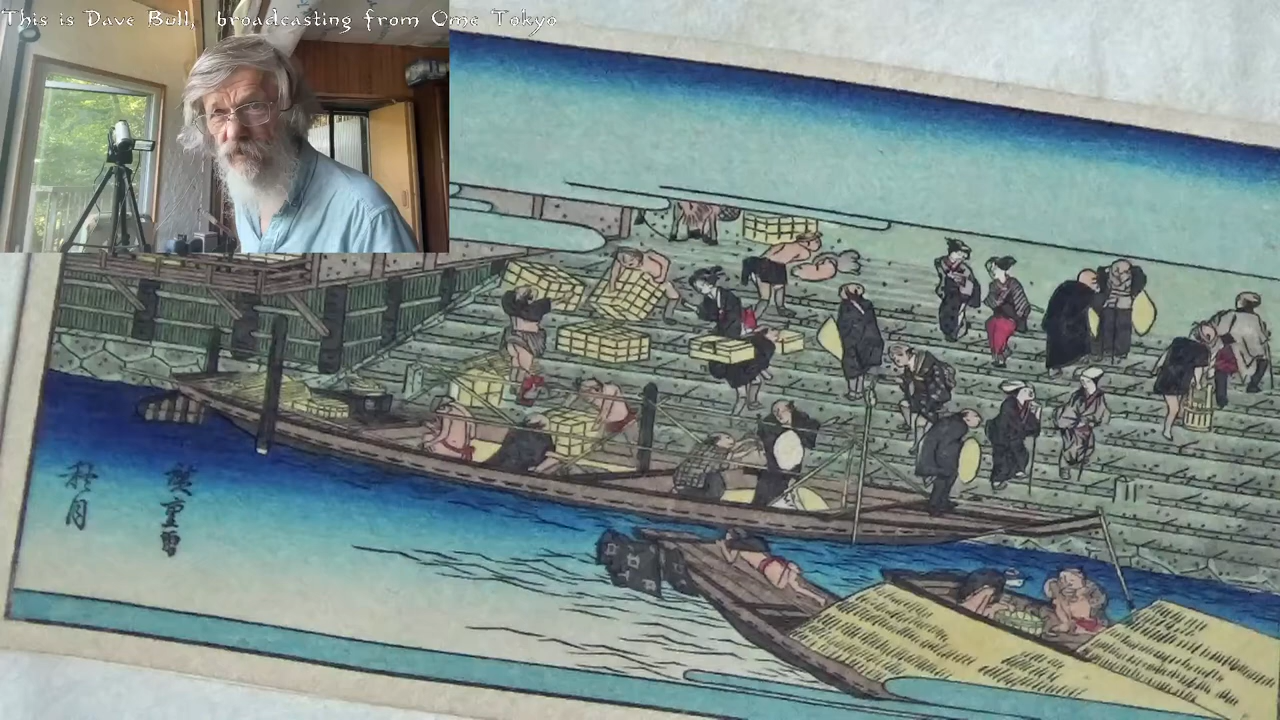 This is Dave Bull, broadcasting from Ome Tokyo
廣重画